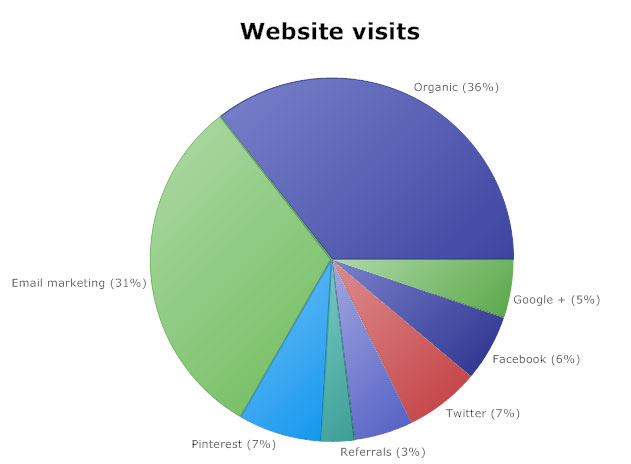 Website visits
Organic (36%)
Email marketing (31%)
Google + (5%)
Facebook (6%)
Twitter (7%)
Pinterest (7%)
Referrals (3%)